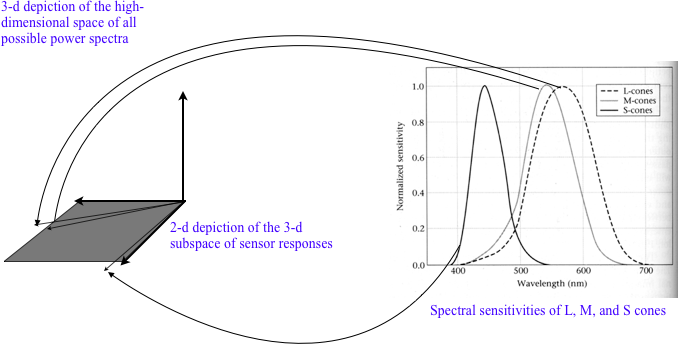 3-d depiction of the high-
dimensional space of all
possible power spectra
2-d depiction of the 3-d
subspace of sensor responses
1.0
0.8
0.6
0.4
0.2
0.0
Normalized sensitivity
L-cones
M-cones
S-cones
400
500
600
700
Wavelength (nm)
Spectral sensitivities of L, M, and S cones